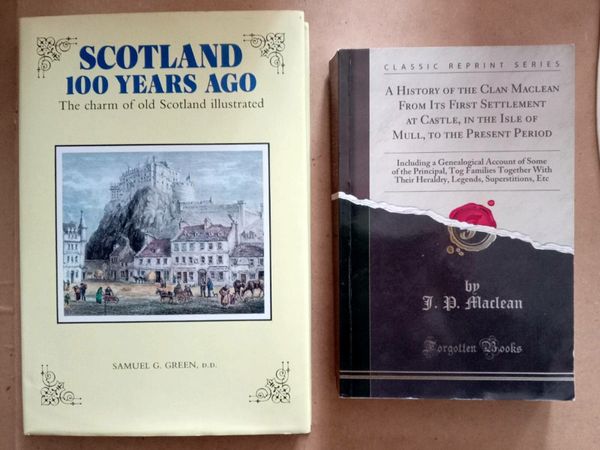 SCOTLAND
100 YEARS AGO
The charm of old Scotland illustrated
SAMUEL G. GREEN, D.D.
CLASSIC REPRINT SERIES
A HISTORY OF THE CLAN MACLEAN
FROM ITS FIRST SETTLEMENT
AT CASTLE, IN THE ISLE OF
MULL, TO THE PRESENT PERIOD
Including a Genealogical Account of Some
of the Principal, Tog Families Together With
Their Heraldry, Legends, Superstitions, Etc
by
J. P. Maclean
Forgotten Books